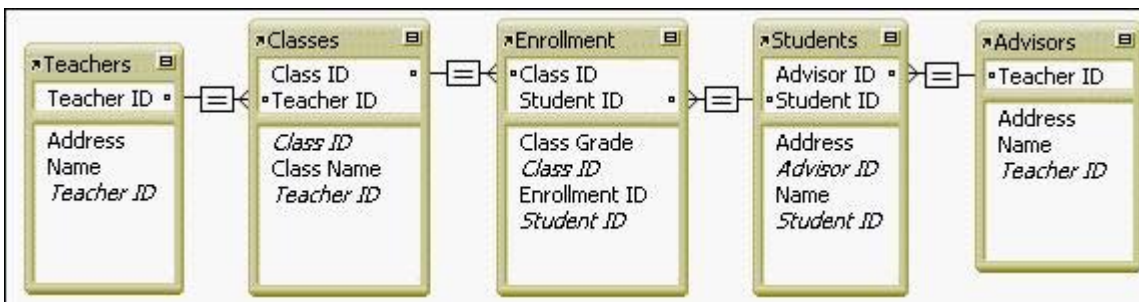 Teachers
Teacher ID
Address
Name
Teacher ID
Classes
Class ID
Teacher ID
Class ID
Class Name
Teacher ID
Enrollment
Class ID
Student ID
Class Grade
Class ID
Enrollment ID
Student ID
Students
Advisor ID
Student ID
Address
Advisor ID
Name
Student ID
Advisors
Teacher ID
Address
Name
Teacher ID